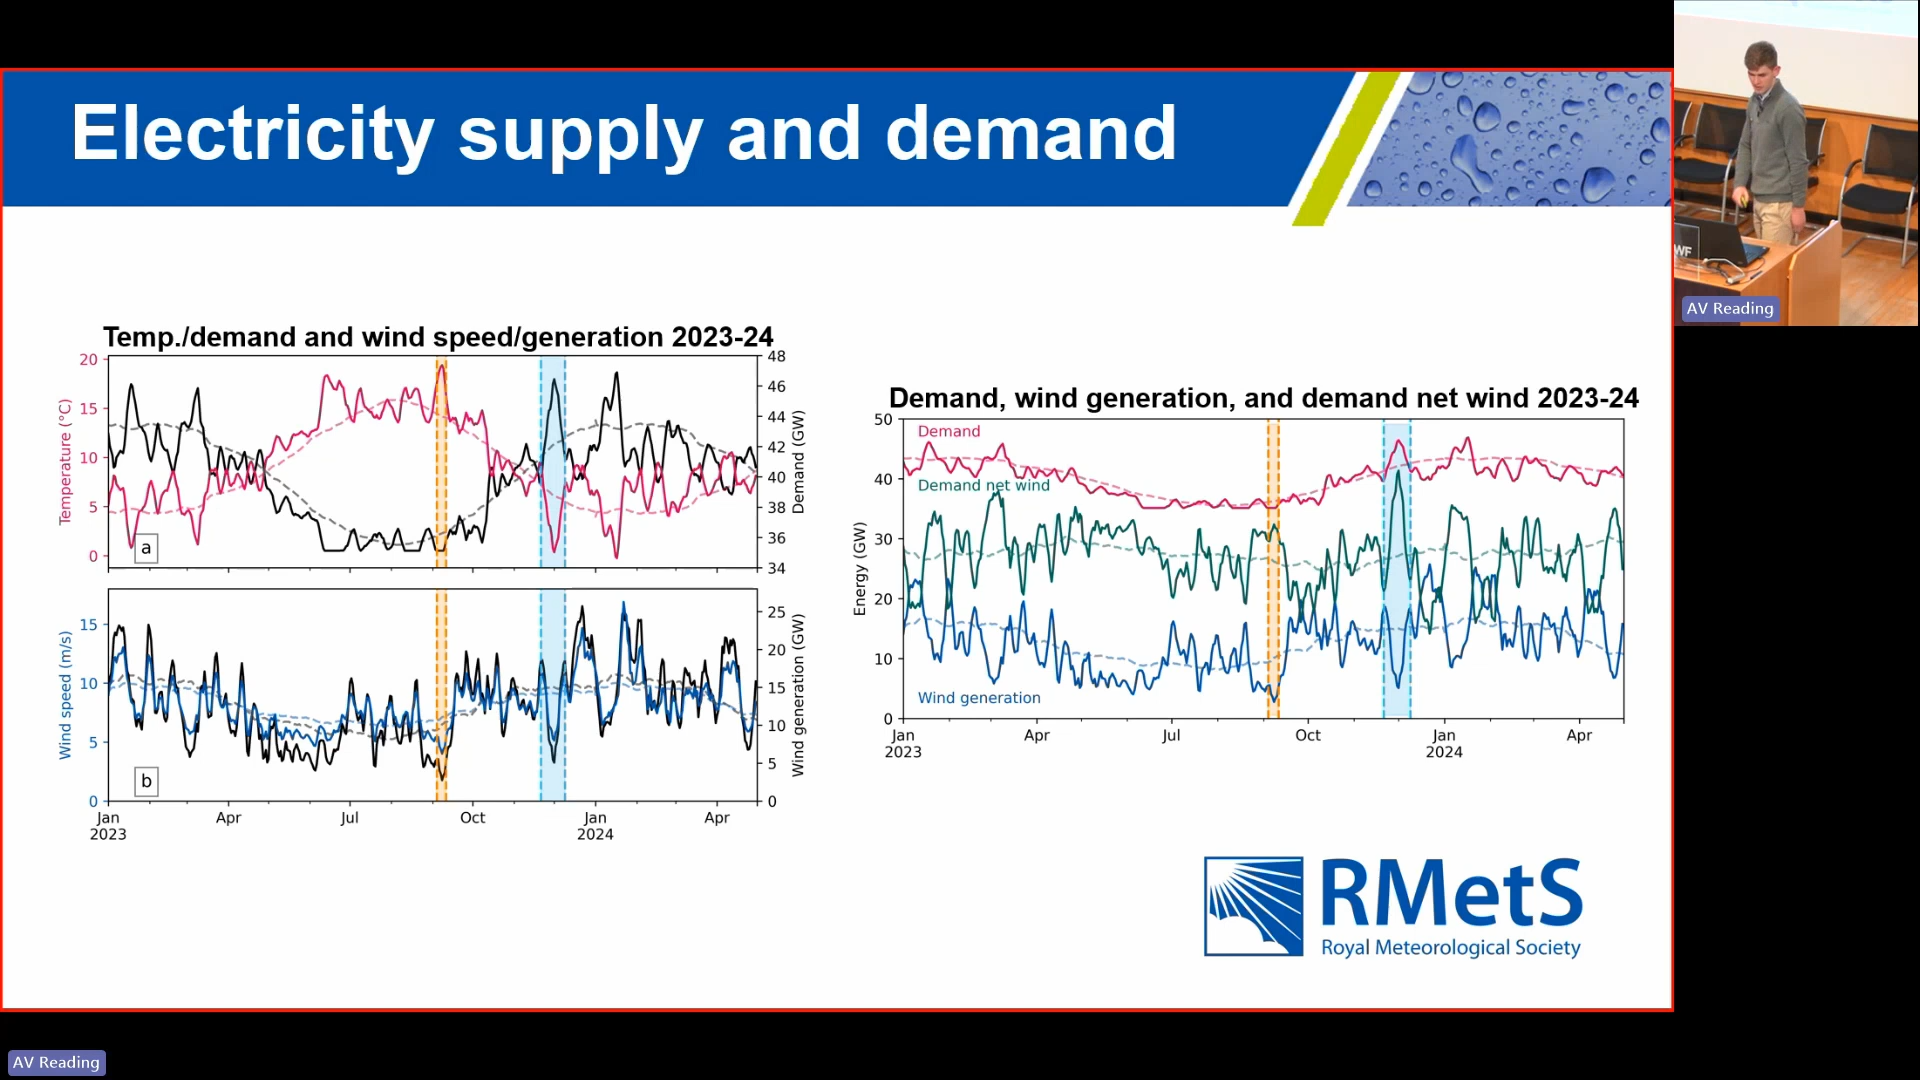 Electricity supply and demand
Temp./demand and wind speed/generation 2023-24
20
15
10
5
0
Temperature (°C)
48
46
44
42
40
38
36
34
Demand (GW)
a
15
10
5
0
Wind speed (m/s)
25
20
15
10
5
0
Wind generation (GW)
b
Jan
2023
Apr
Jul
Oct
Jan
2024
Apr
Demand, wind generation, and demand net wind 2023-24
50
40
30
20
10
0
Energy (GW)
Demand
Demand net wind
Wind generation
Jan
2023
Apr
Jul
Oct
Jan
2024
Apr
RMetS
Royal Meteorological Society
WF
AV Reading
AV Reading